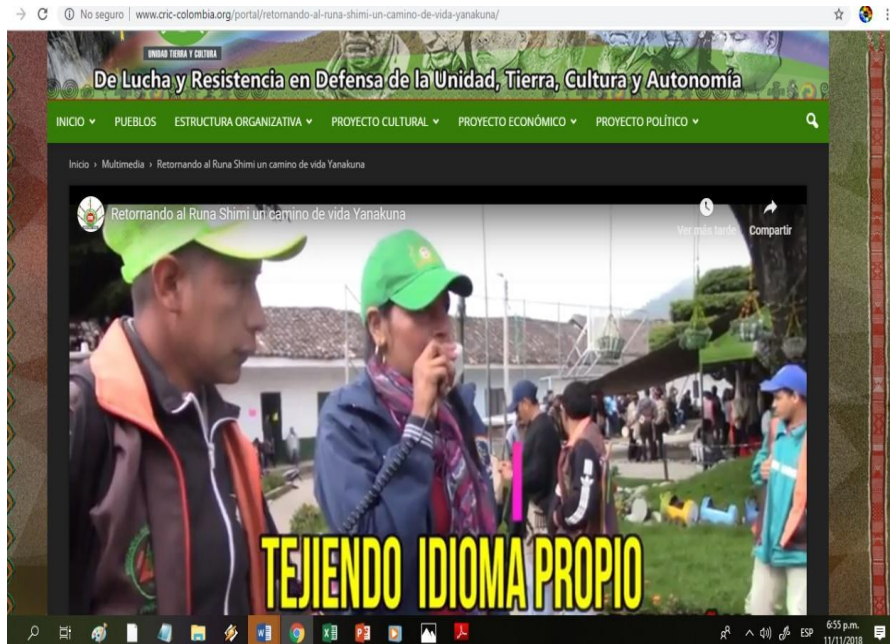 No seguro | www.cric-colombia.org/portal/retornando-al-runa-shimi-un-camino-de-vida-yanakuna/
UNIDAD TIERRA Y CULTURA
De Lucha y Resistencia en Defensa de la Unidad, Tierra, Cultura y Autonomía
INICIO PUEBLOS ESTRUCTURA ORGANIZATIVA PROYECTO CULTURAL PROYECTO ECONÓMICO PROYECTO POLÍTICO
Inicio › Multimedia › Retornando al Runa Shimi un camino de vida Yanakuna
Retornando al Runa Shimi un camino de vida Yanakuna
Ver más tarde Compartir
TEJIENDO IDIOMA PROPIO
ESP 6:55 p.m.
11/11/2018